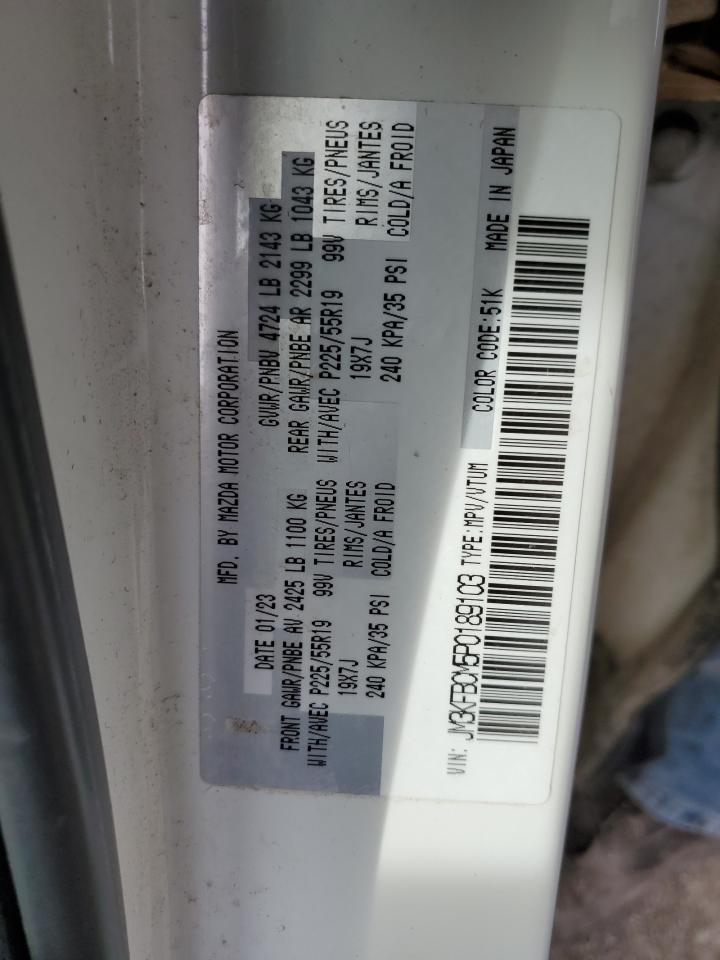 MFD. BY MAZDA MOTOR CORPORATION
DATE 01/23 GVWR/PNBV 4724 LB 2143 KG
FRONT GAWR/PNBE AV 2425 LB 1100 KG REAR GAWR/PNBE AR 2299 LB 1043 KG
WITH/AVEC P225/55R19 99V TIRES/PNEUS WITH/AVEC P225/55R19 99V TIRES/PNEUS
19X7J RIMS/JANTES 19X7J RIMS/JANTES
240 KPA/35 PSI COLD/A FROID 240 KPA/35 PSI COLD/A FROID
VIN: JM3KFBCM5P0189103 TYPE:MPV/VTUM COLOR CODE:51K MADE IN JAPAN